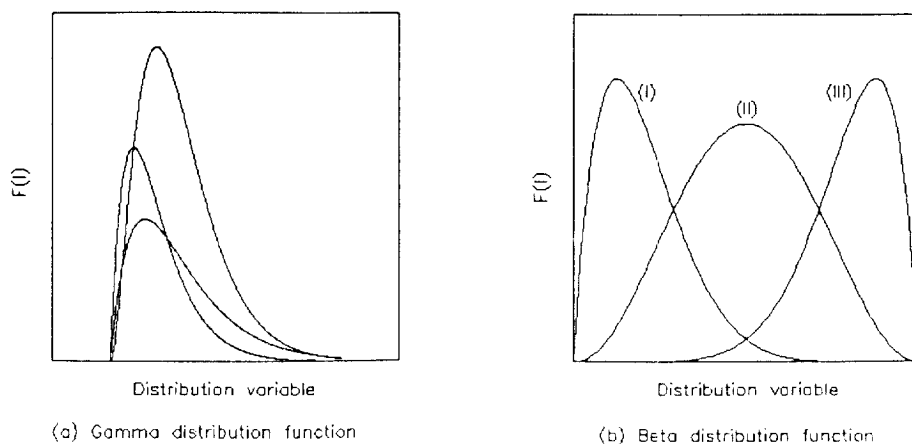 F(I)
Distribution variable
(a) Gamma distribution function
(I)
(II)
(III)
F(I)
Distribution variable
(b) Beta distribution function